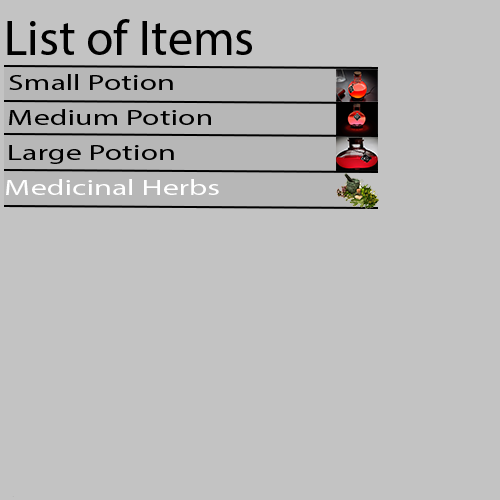 List of Items
Small Potion
Medium Potion
Large Potion
Medicinal Herbs